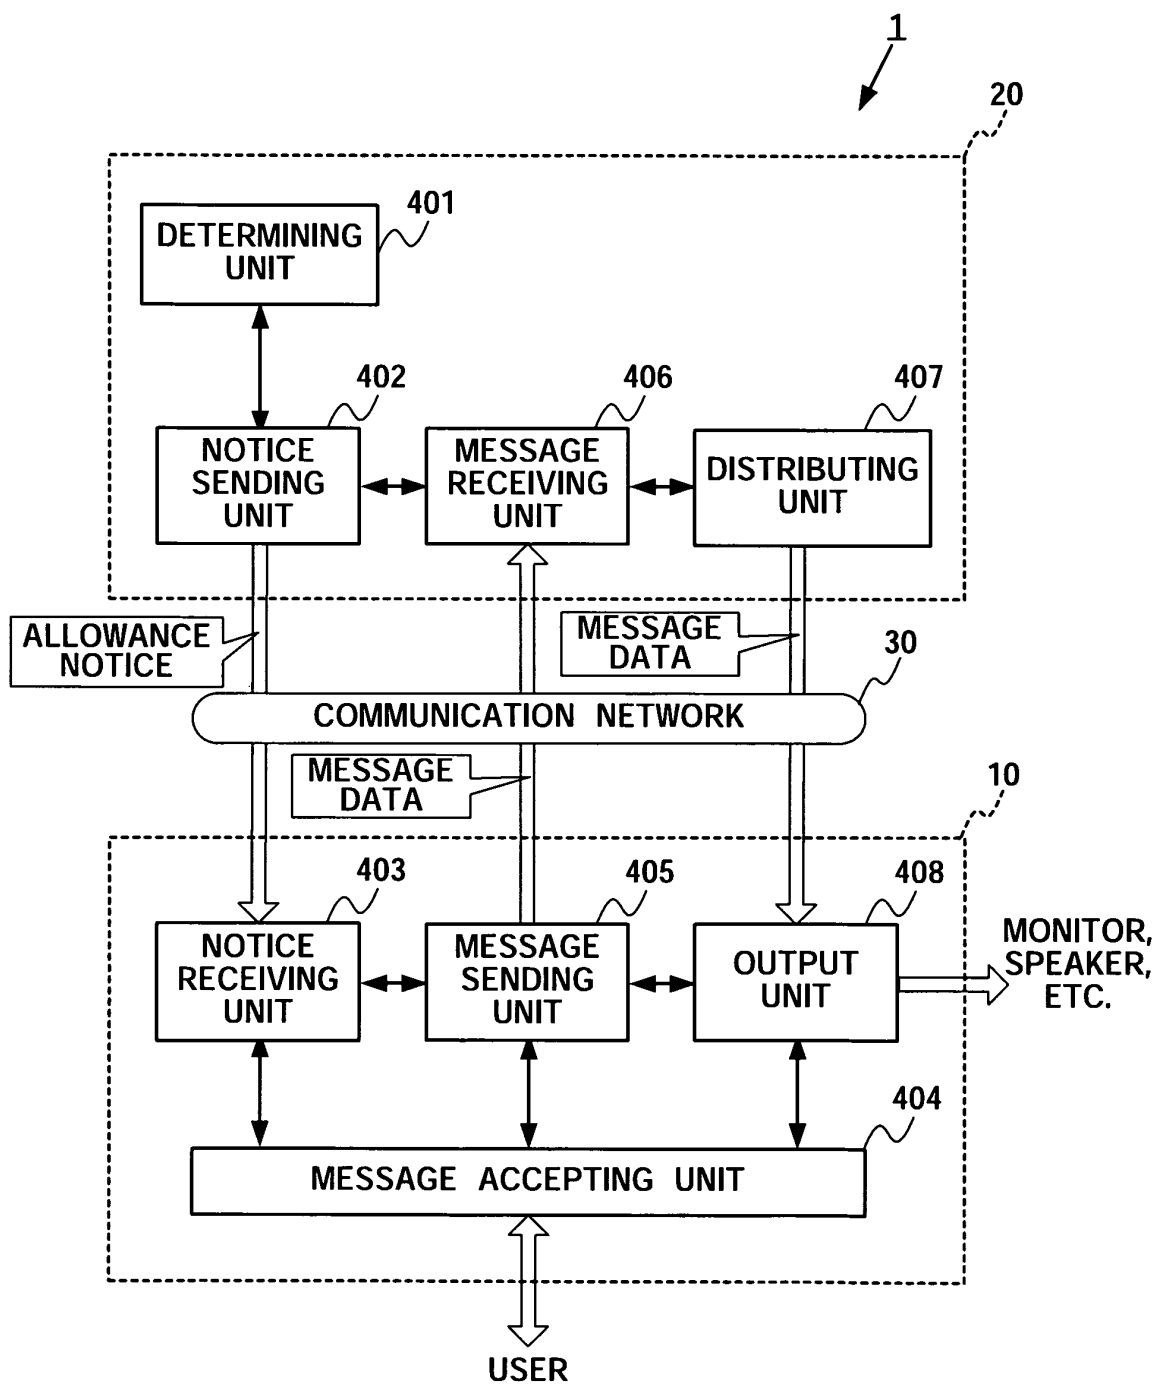 1
20
401
DETERMINING
UNIT
402
406
407
NOTICE
SENDING
UNIT
MESSAGE
RECEIVING
UNIT
DISTRIBUTING
UNIT
ALLOWANCE
NOTICE
MESSAGE
DATA
30
COMMUNICATION NETWORK
MESSAGE
DATA
10
403
405
408
NOTICE
RECEIVING
UNIT
MESSAGE
SENDING
UNIT
OUTPUT
UNIT
MONITOR,
SPEAKER,
ETC.
404
MESSAGE ACCEPTING UNIT
USER